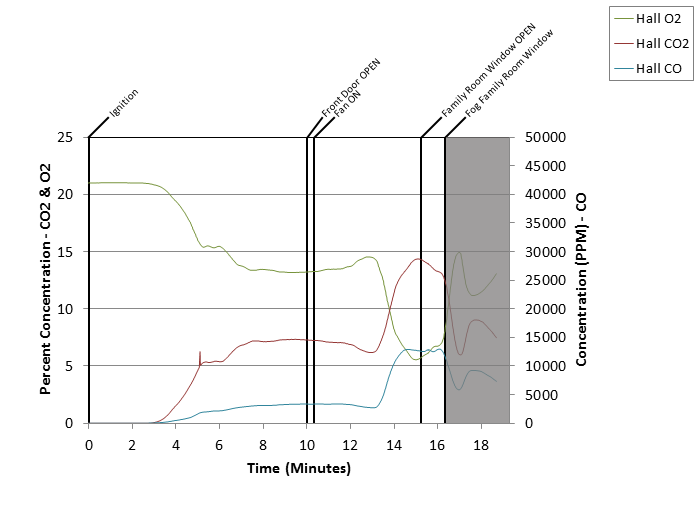 Hall O2
Hall CO2
Hall CO
Ignition
Front Door OPEN
Fan ON
Family Room Window OPEN
Fog Family Room Window
25
20
15
10
5
0
Percent Concentration - CO2 & O2
50000
45000
40000
35000
30000
25000
20000
15000
10000
5000
0
Concentration (PPM) - CO
0 2 4 6 8 10 12 14 16 18
Time (Minutes)